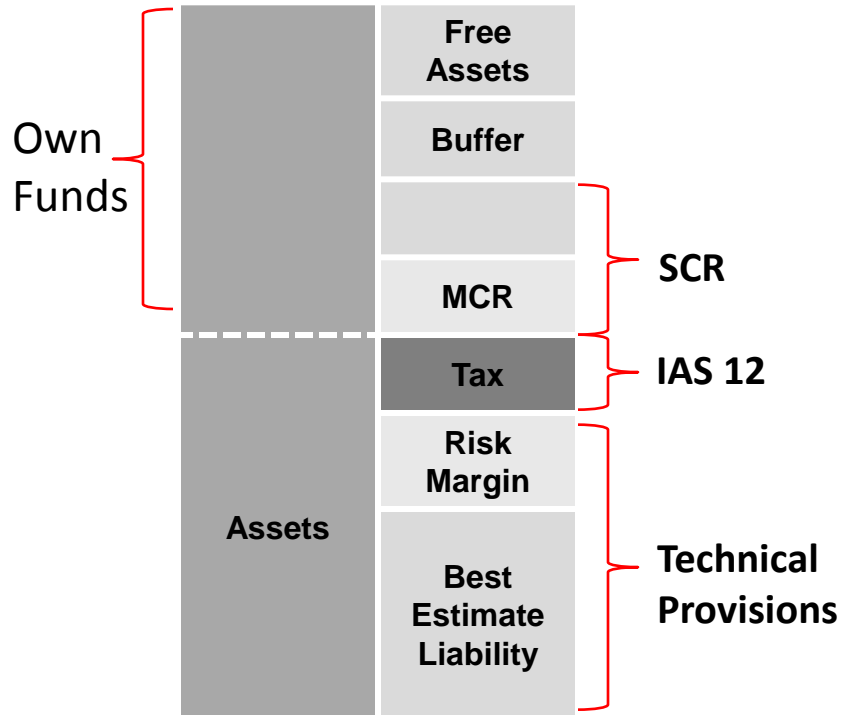 Own
Funds
Assets
Free
Assets
Buffer
MCR
Tax
Risk
Margin
Best
Estimate
Liability
SCR
IAS 12
Technical
Provisions